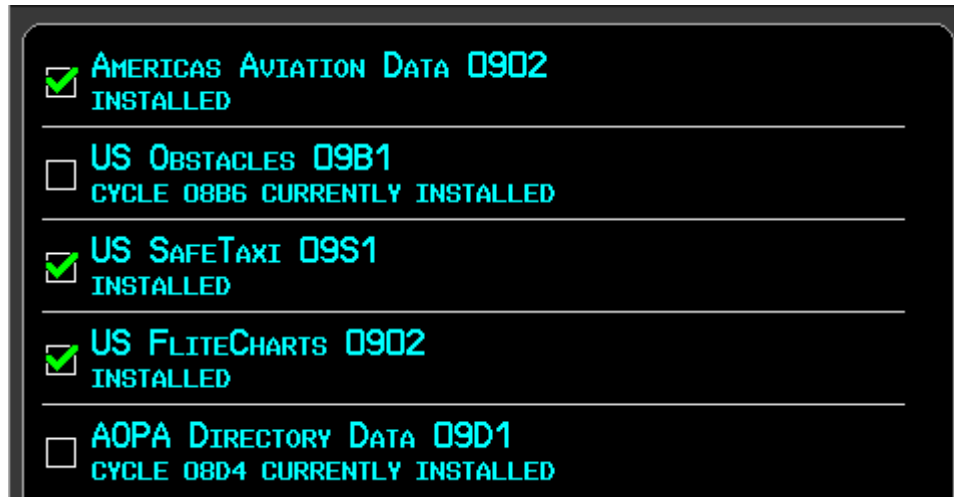 Americas Aviation Data 0902
INSTALLED
US Obstacles 09B1
CYCLE 08B6 CURRENTLY INSTALLED
US SafeTaxi 09S1
INSTALLED
US FliteCharts 0902
INSTALLED
AOPA Directory Data 09D1
CYCLE 08D4 CURRENTLY INSTALLED